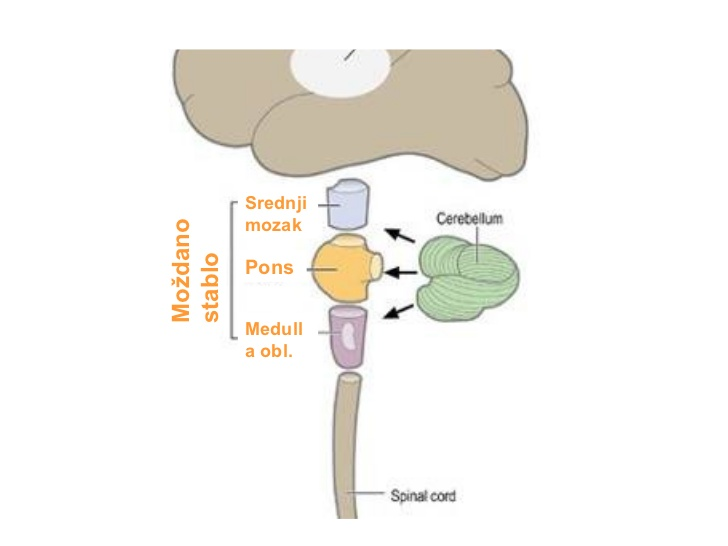 Moždano
stablo
Srednji
mozak
Pons
Medull
a obl.
Cerebellum
Spinal cord